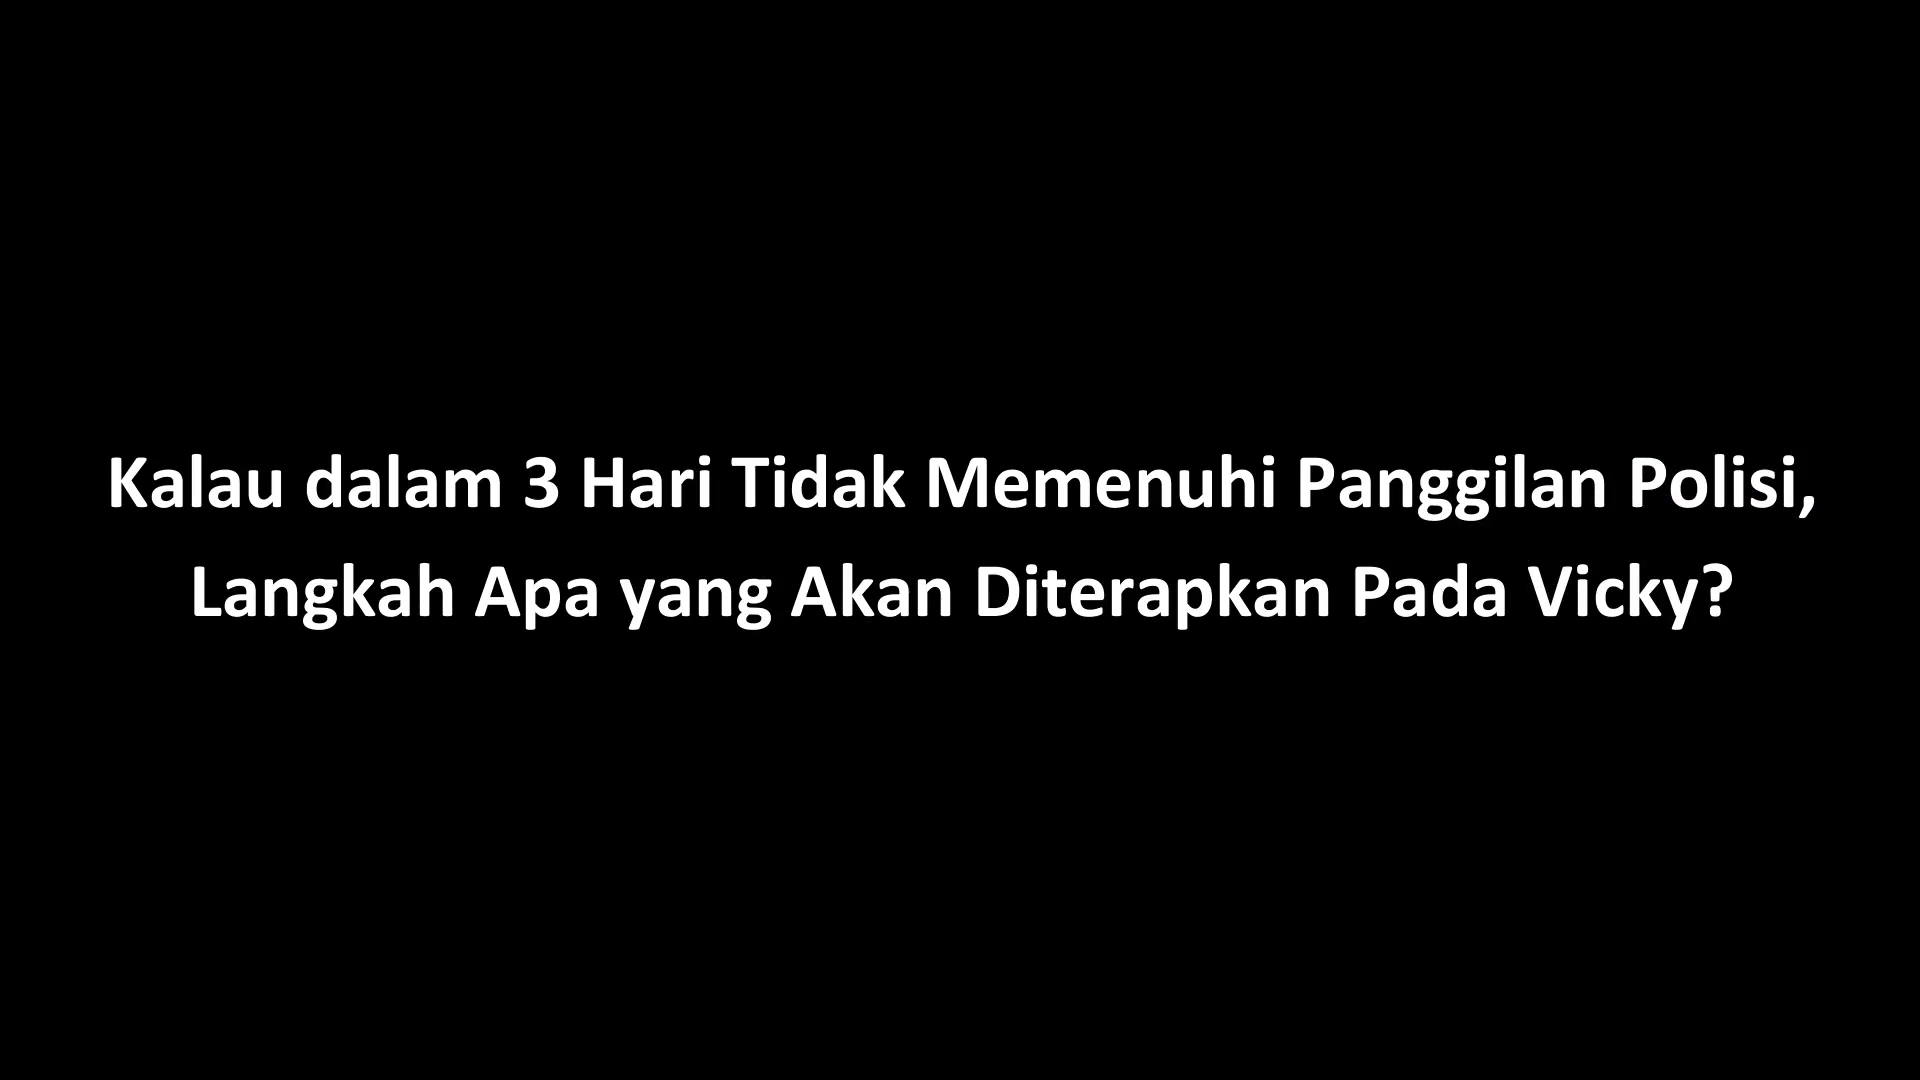 Kalau dalam 3 Hari Tidak Memenuhi Panggilan Polisi,
Langkah Apa yang Akan Diterapkan Pada Vicky?